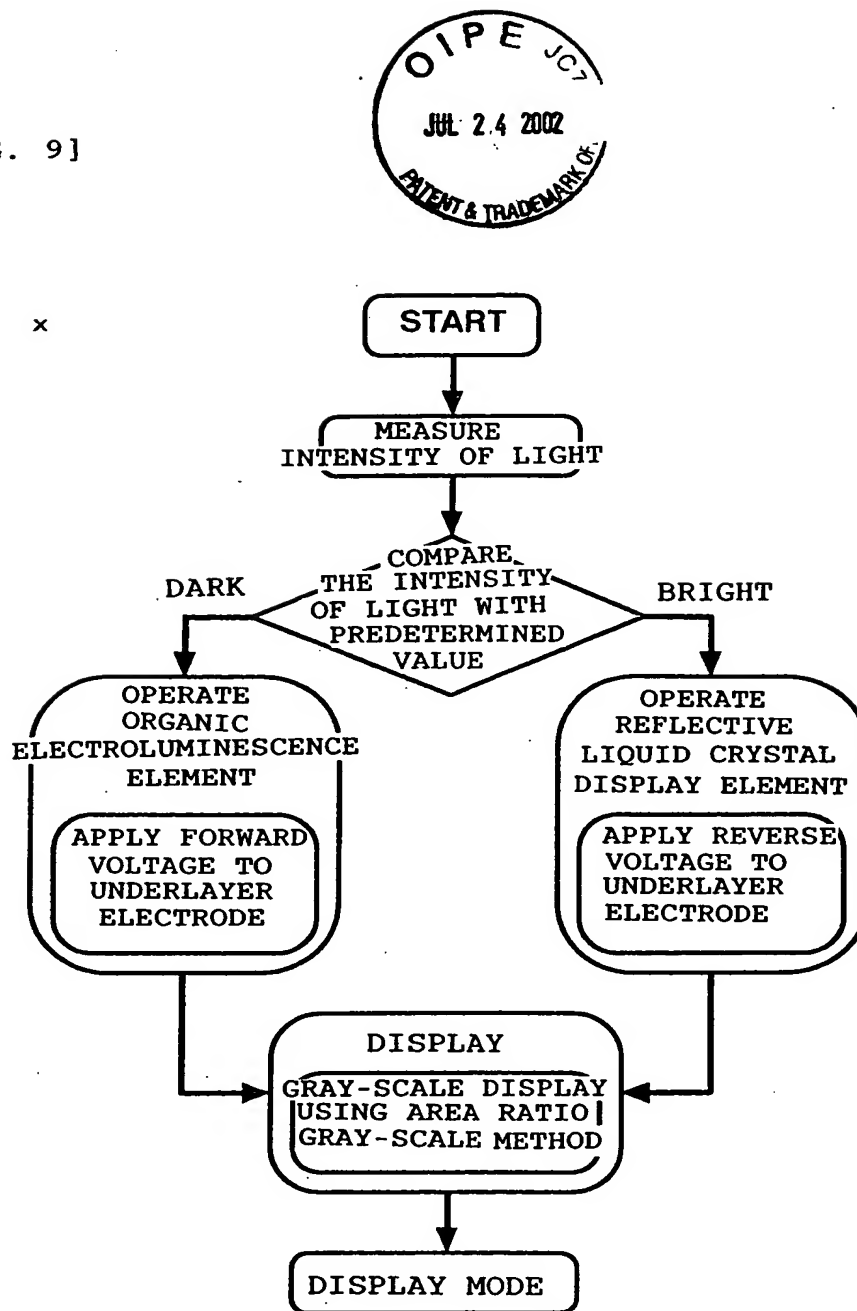 OIPE JC7
JUL 24 2002
PATENT & TRADEMARK OF
. 9]
x
START
MEASURE
INTENSITY OF LIGHT
COMPARE
THE INTENSITY
OF LIGHT WITH
PREDETERMINED
VALUE
DARK
BRIGHT
OPERATE
ORGANIC
ELECTROLUMINESCENCE
ELEMENT
APPLY FORWARD
VOLTAGE TO
UNDERLAYER
ELECTRODE
OPERATE
REFLECTIVE
LIQUID CRYSTAL
DISPLAY ELEMENT
APPLY REVERSE
VOLTAGE TO
UNDERLAYER
ELECTRODE
DISPLAY
GRAY-SCALE DISPLAY
USING AREA RATIO
GRAY-SCALE METHOD
DISPLAY MODE